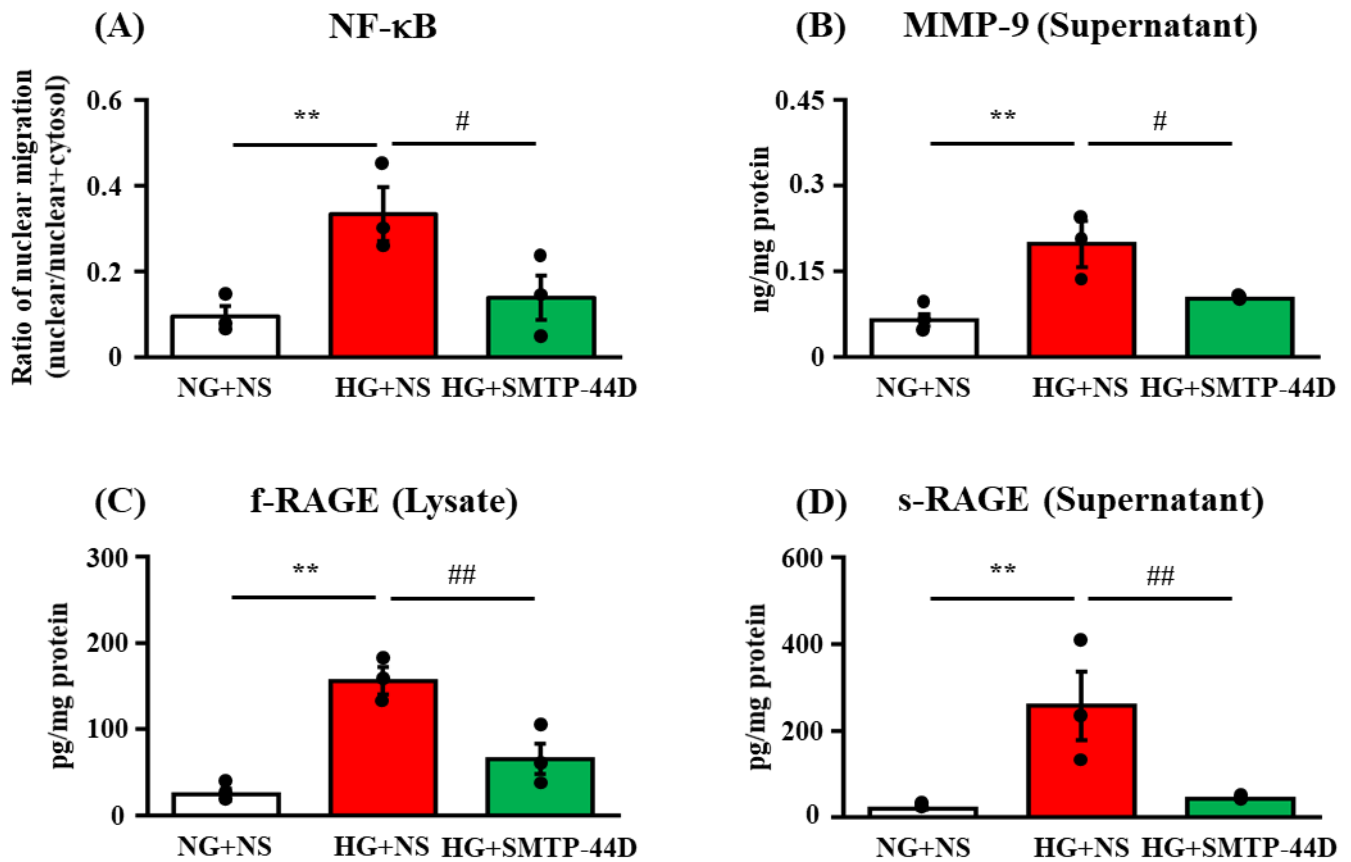 (A) NF-κB
Ratio of nuclear migration
(nuclear/nuclear+cytosol)
0.6
0.4
0.2
0
** #
NG+NS HG+NS HG+SMTP-44D
(B) MMP-9 (Supernatant)
ng/mg protein
0.45
0.3
0.15
0
** #
NG+NS HG+NS HG+SMTP-44D
(C) f-RAGE (Lysate)
pg/mg protein
300
200
100
0
** ##
NG+NS HG+NS HG+SMTP-44D
(D) s-RAGE (Supernatant)
pg/mg protein
600
400
200
0
** ##
NG+NS HG+NS HG+SMTP-44D